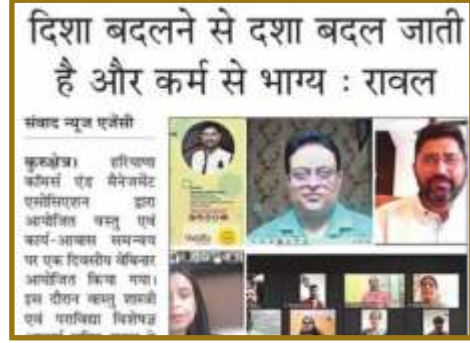 दिशा बदलने से दशा बदल जाती
है और कर्म से भाग्य : रावल
संवाद न्यूज एजेंसी
कुरुक्षेत्र। हरियाणा
कॉमर्स एंड मैनेजमेंट
एसोसिएशन द्वारा
आयोजित वस्तु एवं
कार्य-आवास समन्वय
पर एक दिवसीय वेबिनार
आयोजित किया गया।
इस दौरान वास्तु शास्त्री
एवं पराविद्या विशेषज्ञ